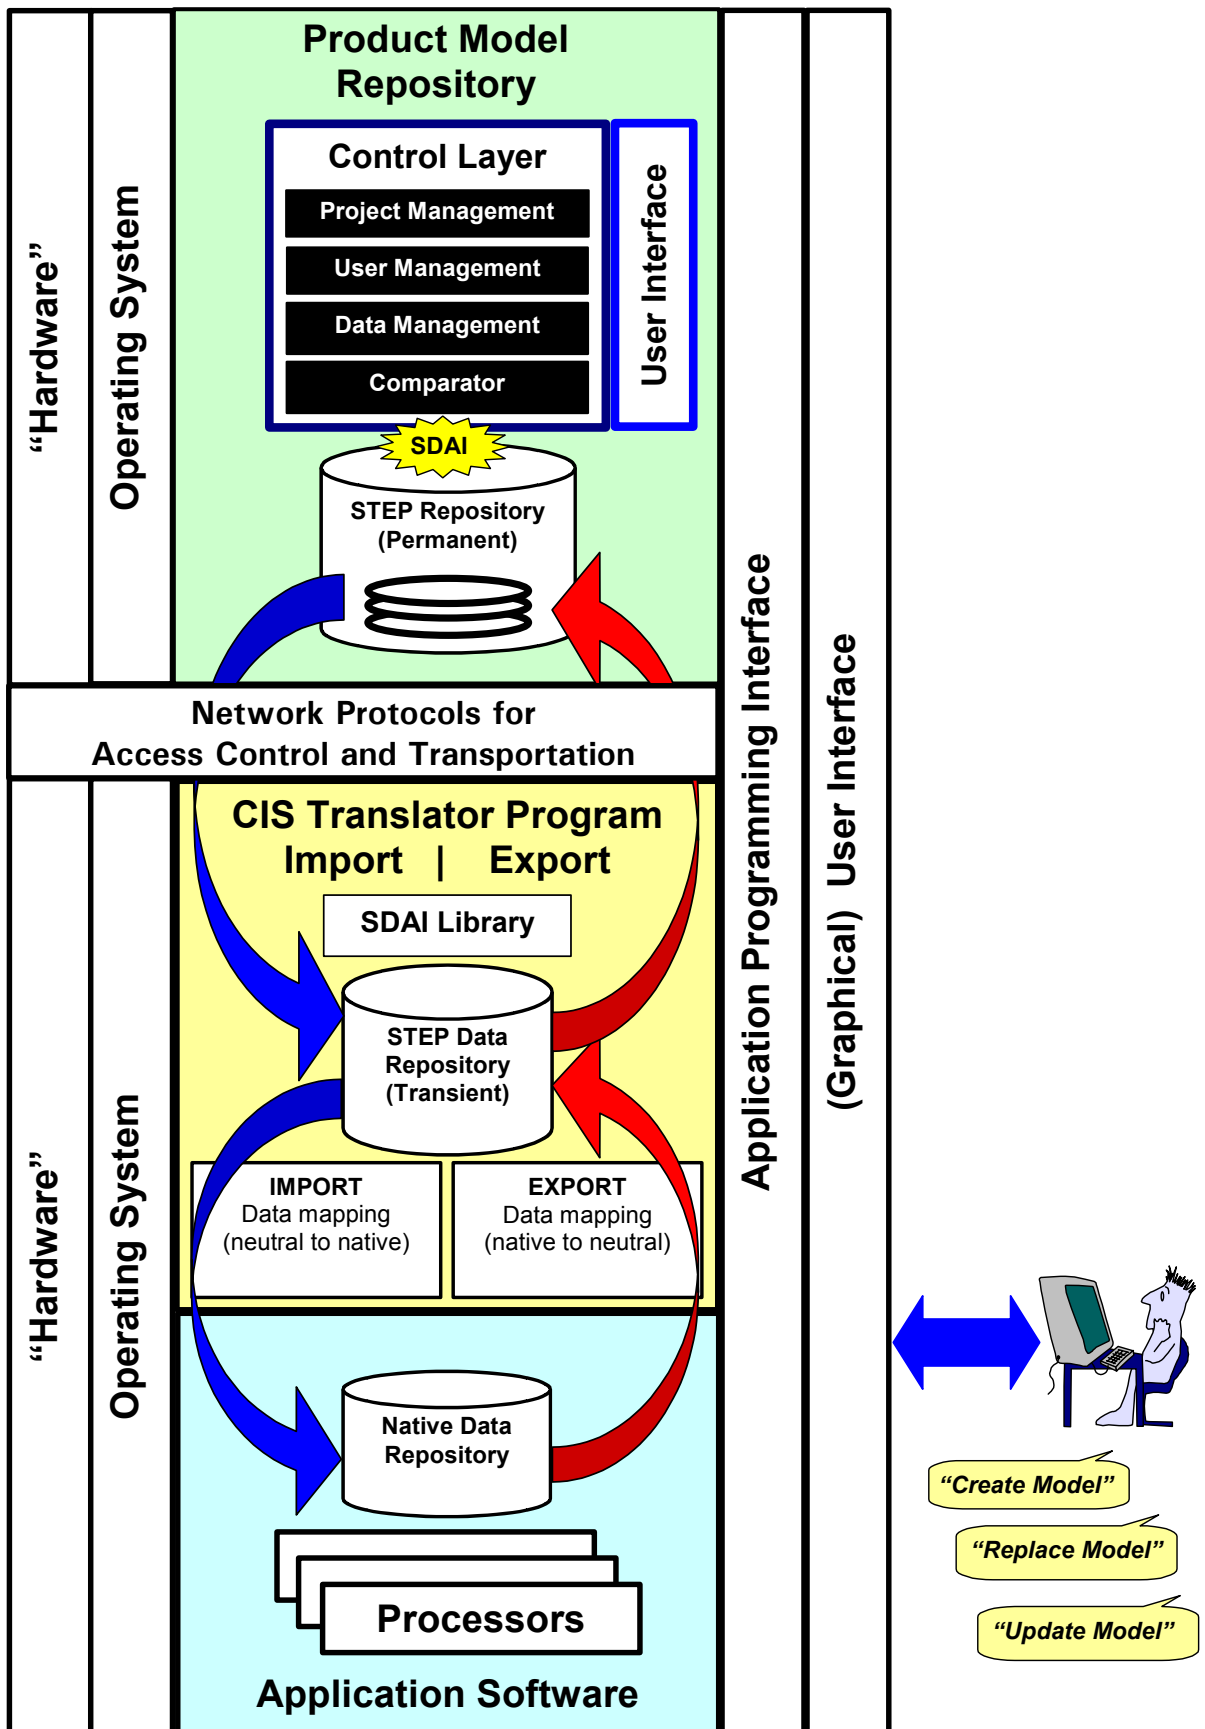 Product Model
Repository
Control Layer
Project Management
User Management
Data Management
Comparator
User Interface
SDAI
STEP Repository
(Permanent)
“Hardware”
Operating System
Network Protocols for
Access Control and Transportation
CIS Translator Program
Import | Export
SDAI Library
STEP Data
Repository
(Transient)
IMPORT
Data mapping
(neutral to native)
EXPORT
Data mapping
(native to neutral)
“Hardware”
Operating System
Native Data
Repository
Processors
Application Software
Application Programming Interface
(Graphical) User Interface
“Create Model”
“Replace Model”
“Update Model”